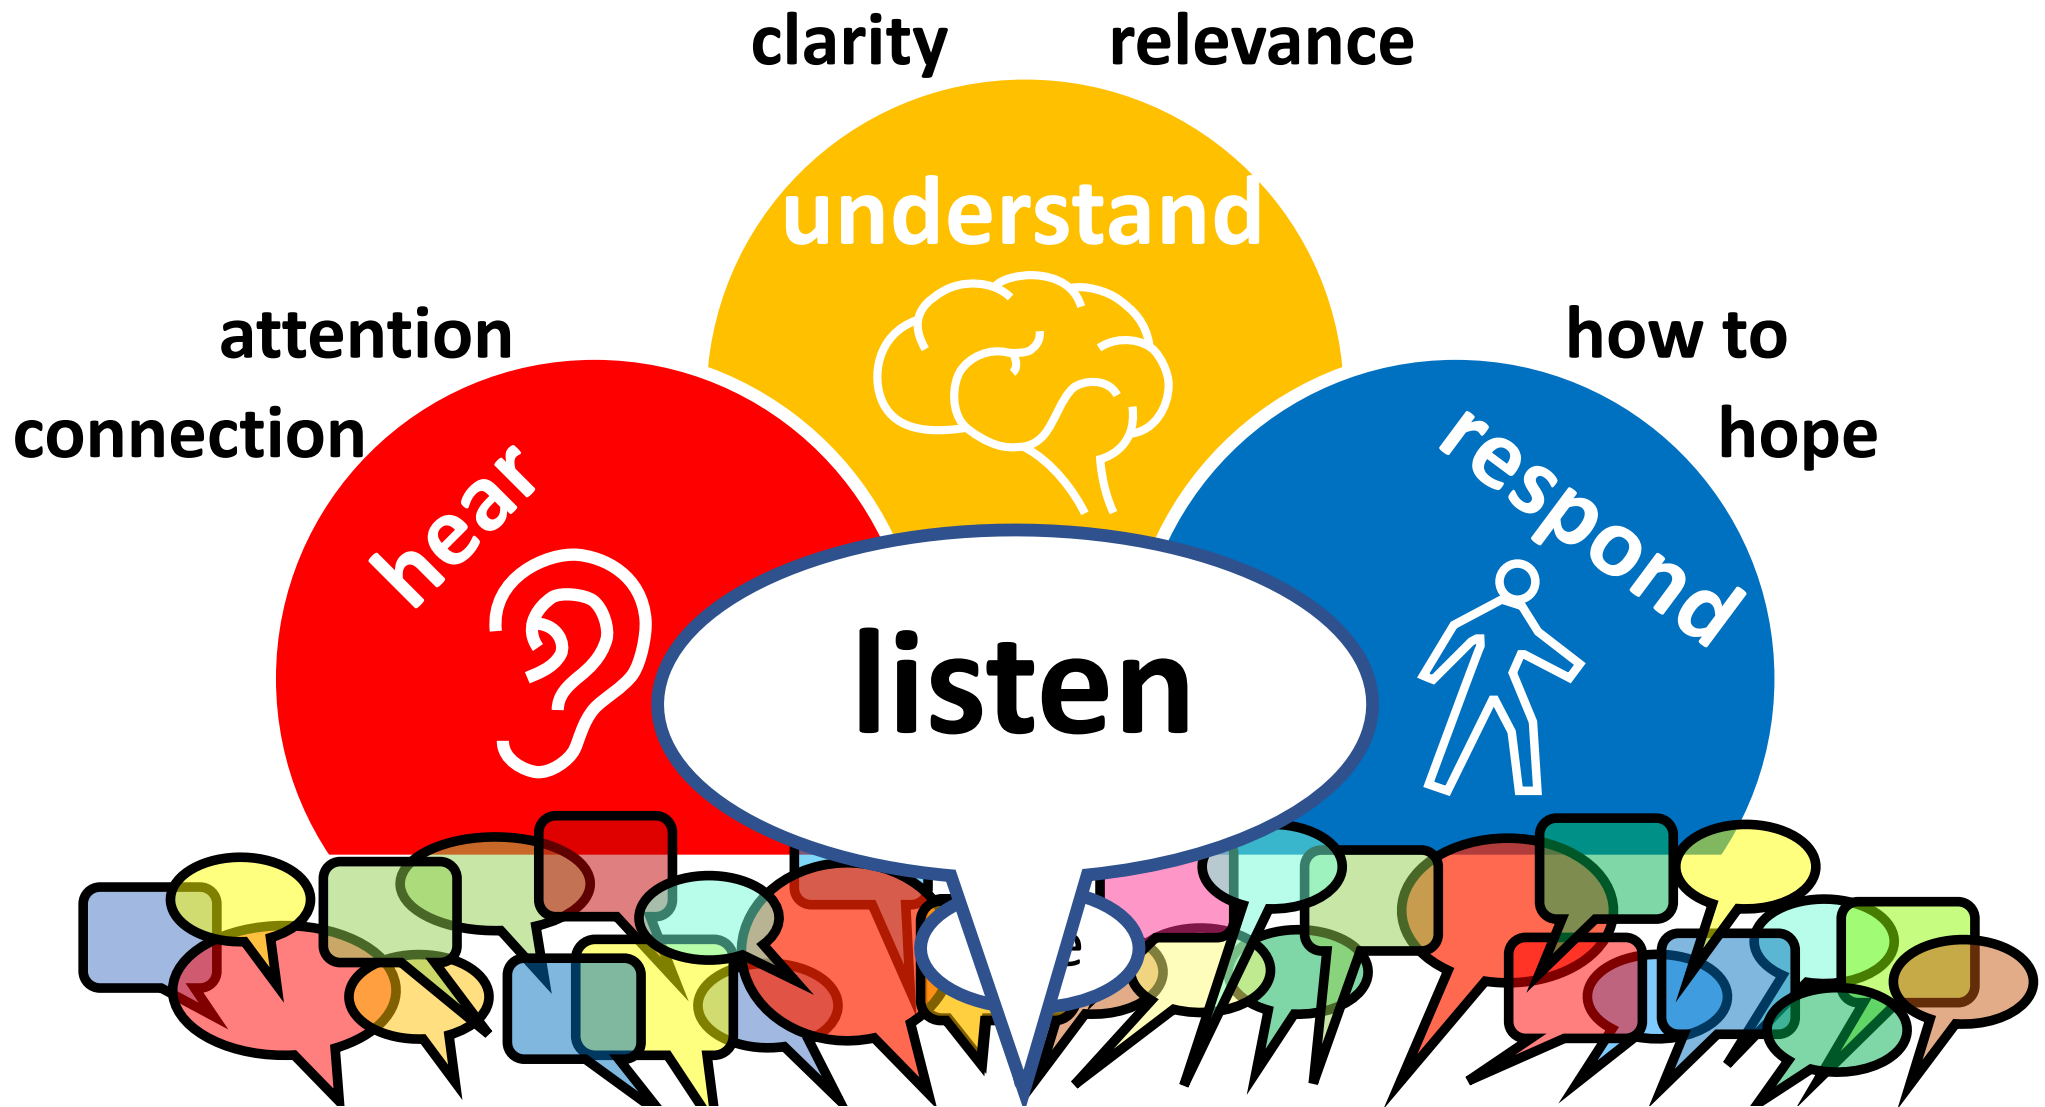 clarity relevance
understand
attention
connection
hear
how to
hope
respond
listen
e